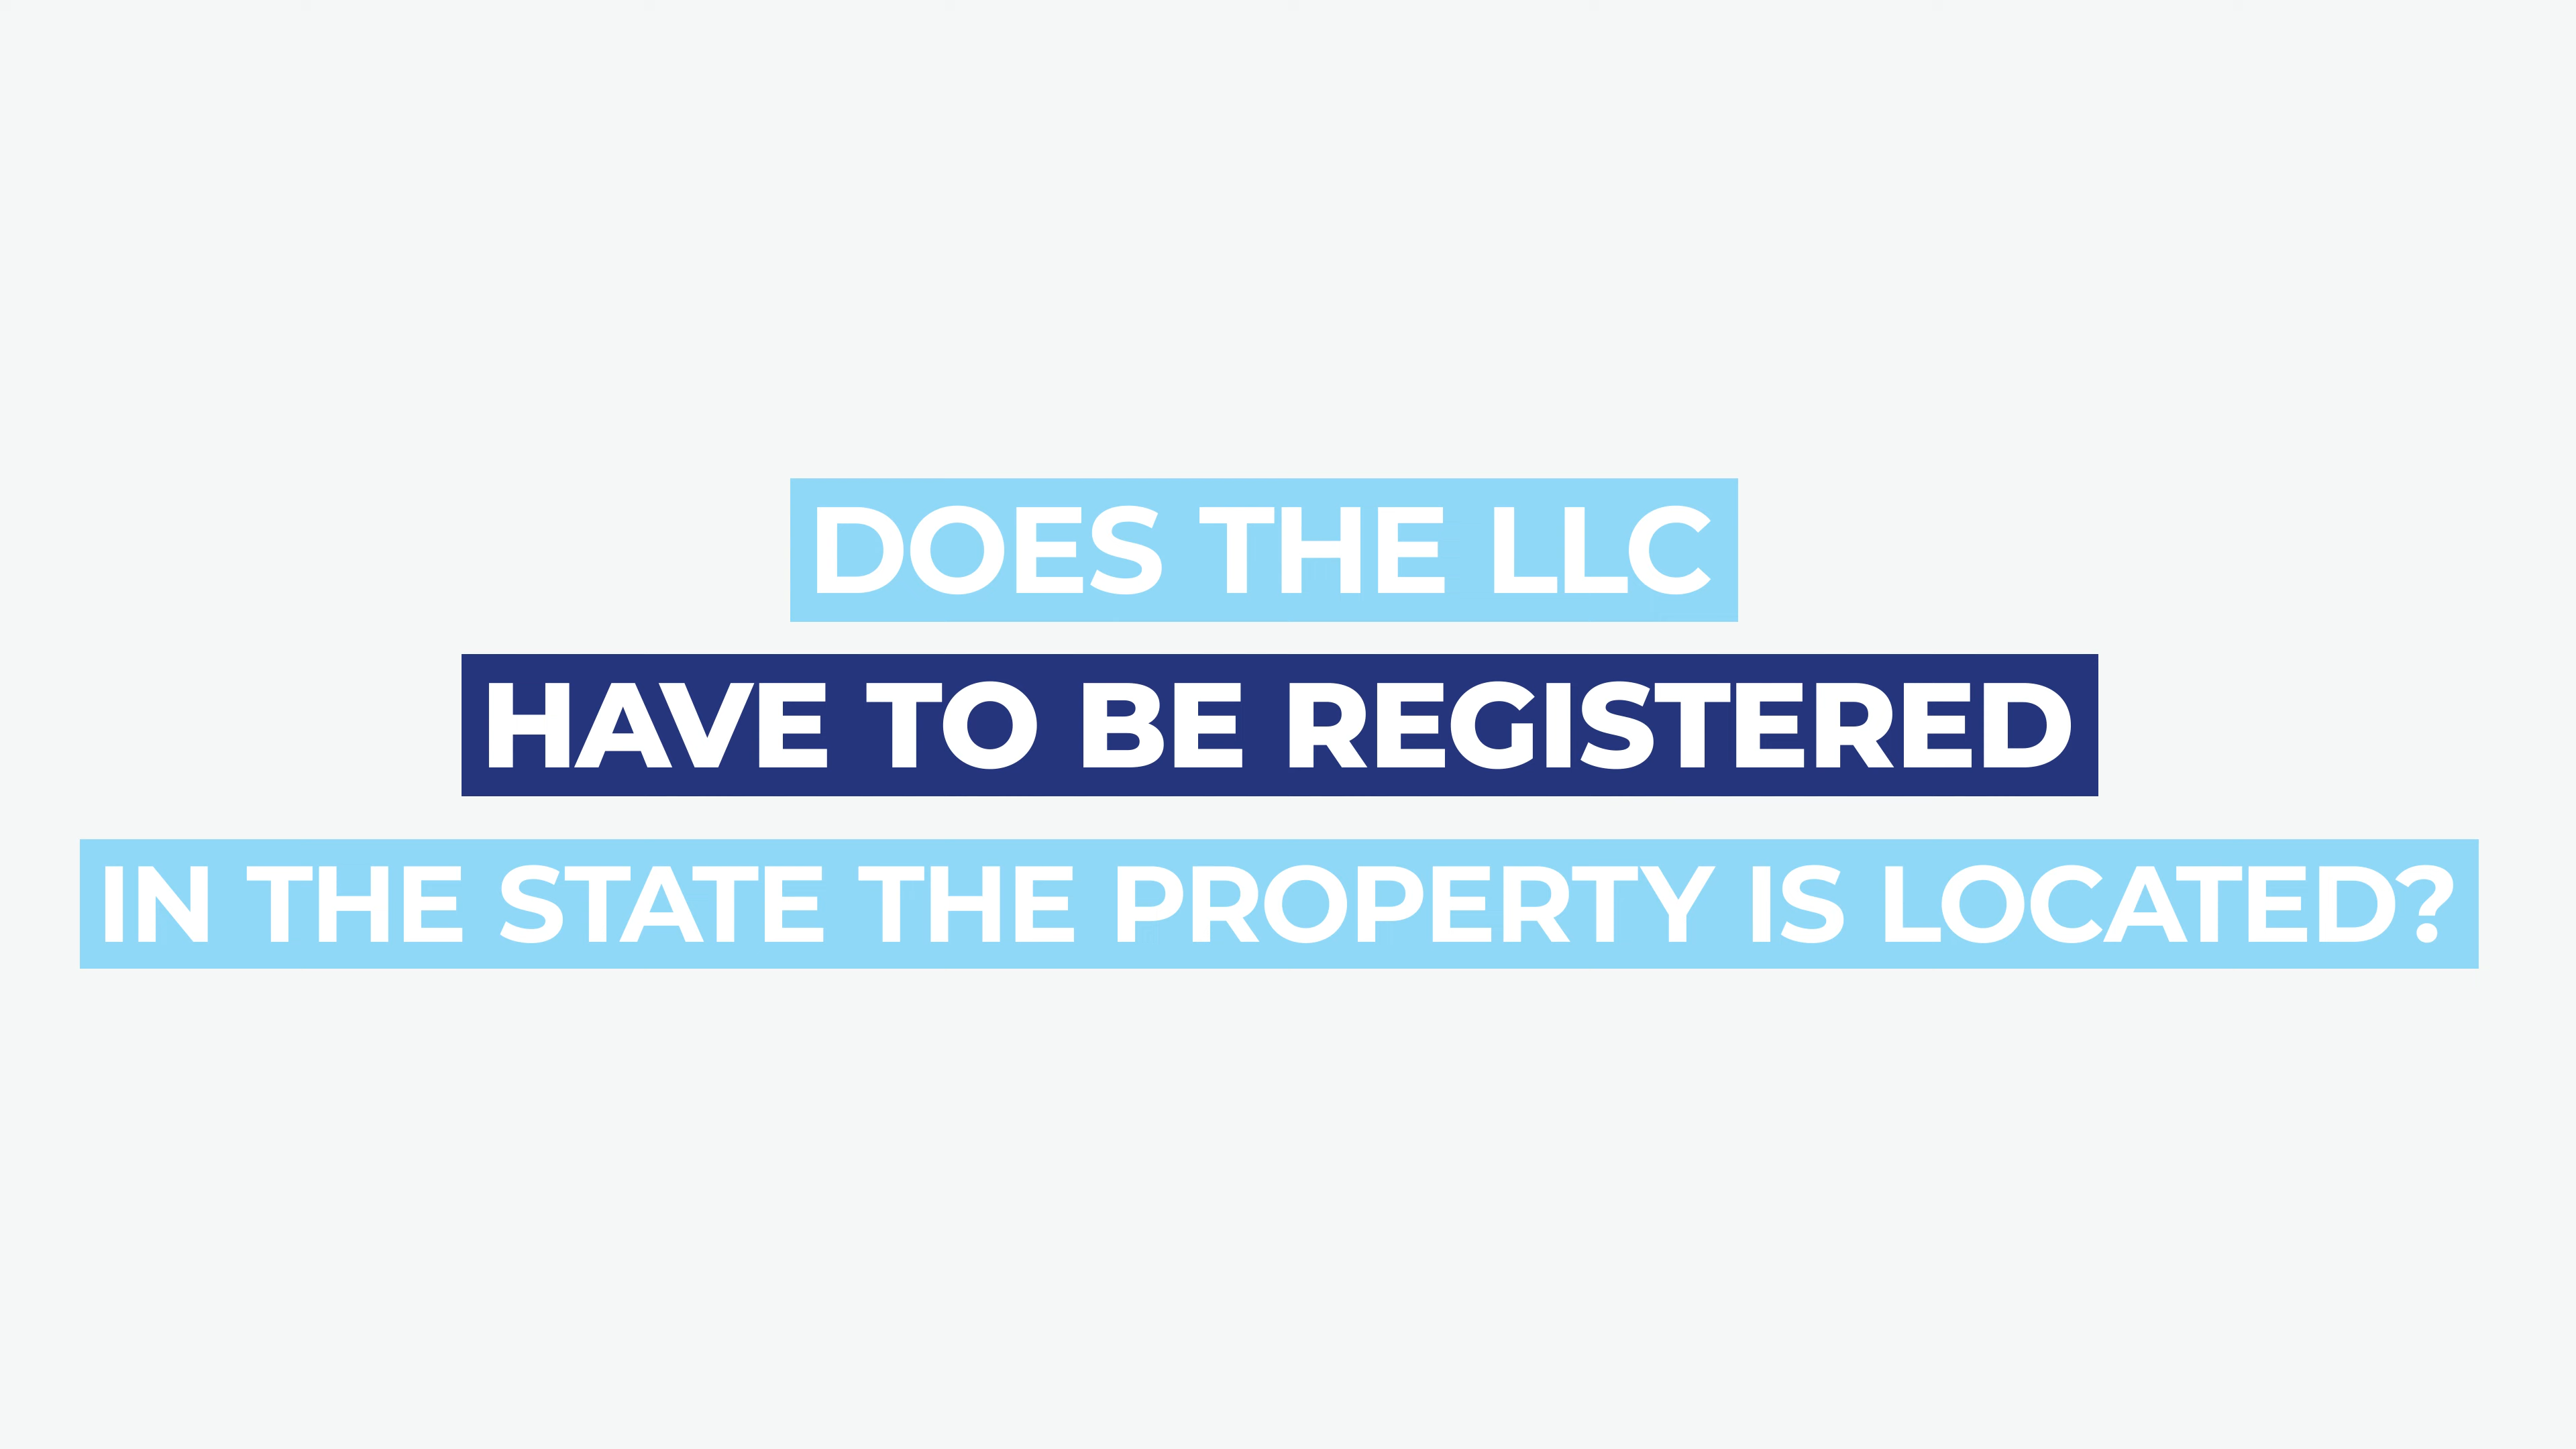 DOES THE LLC
HAVE TO BE REGISTERED
IN THE STATE THE PROPERTY IS LOCATED?